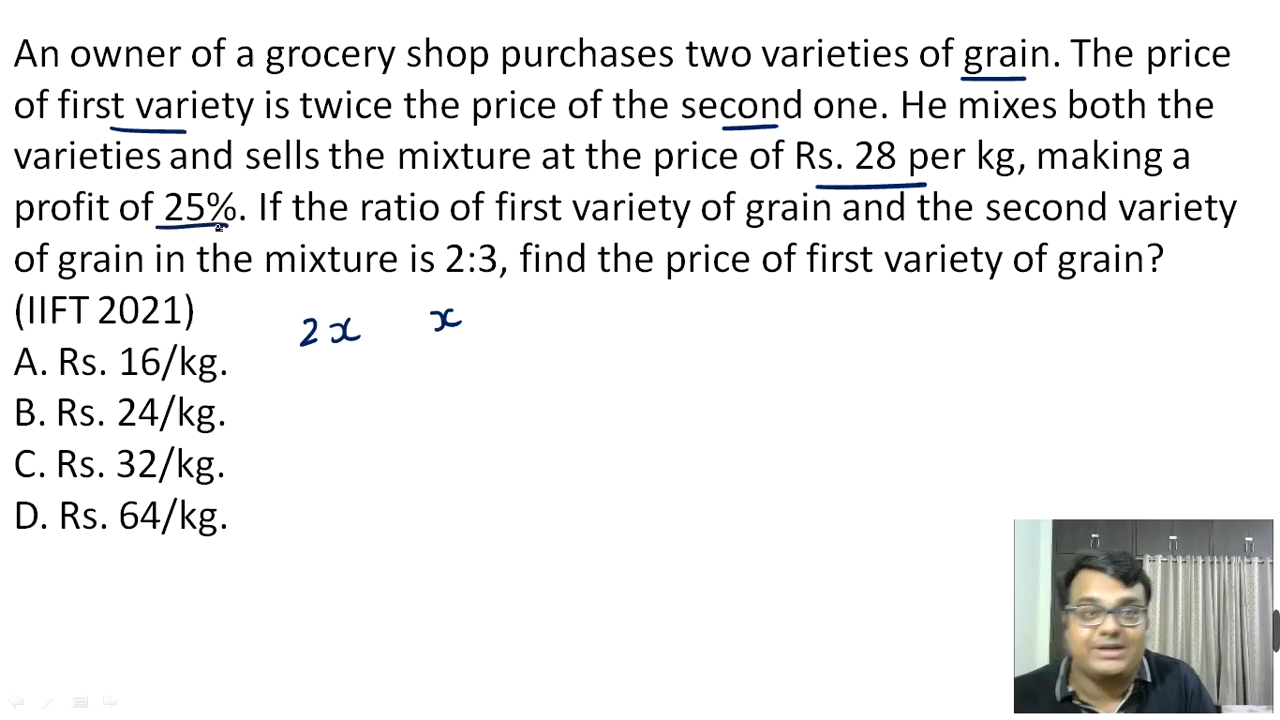 An owner of a grocery shop purchases two varieties of grain. The price
of first variety is twice the price of the second one. He mixes both the
varieties and sells the mixture at the price of Rs. 28 per kg, making a
profit of 25%. If the ratio of first variety of grain and the second variety
of grain in the mixture is 2:3, find the price of first variety of grain?
(IIFT 2021)
2x x
A. Rs. 16/kg.
B. Rs. 24/kg.
C. Rs. 32/kg.
D. Rs. 64/kg.